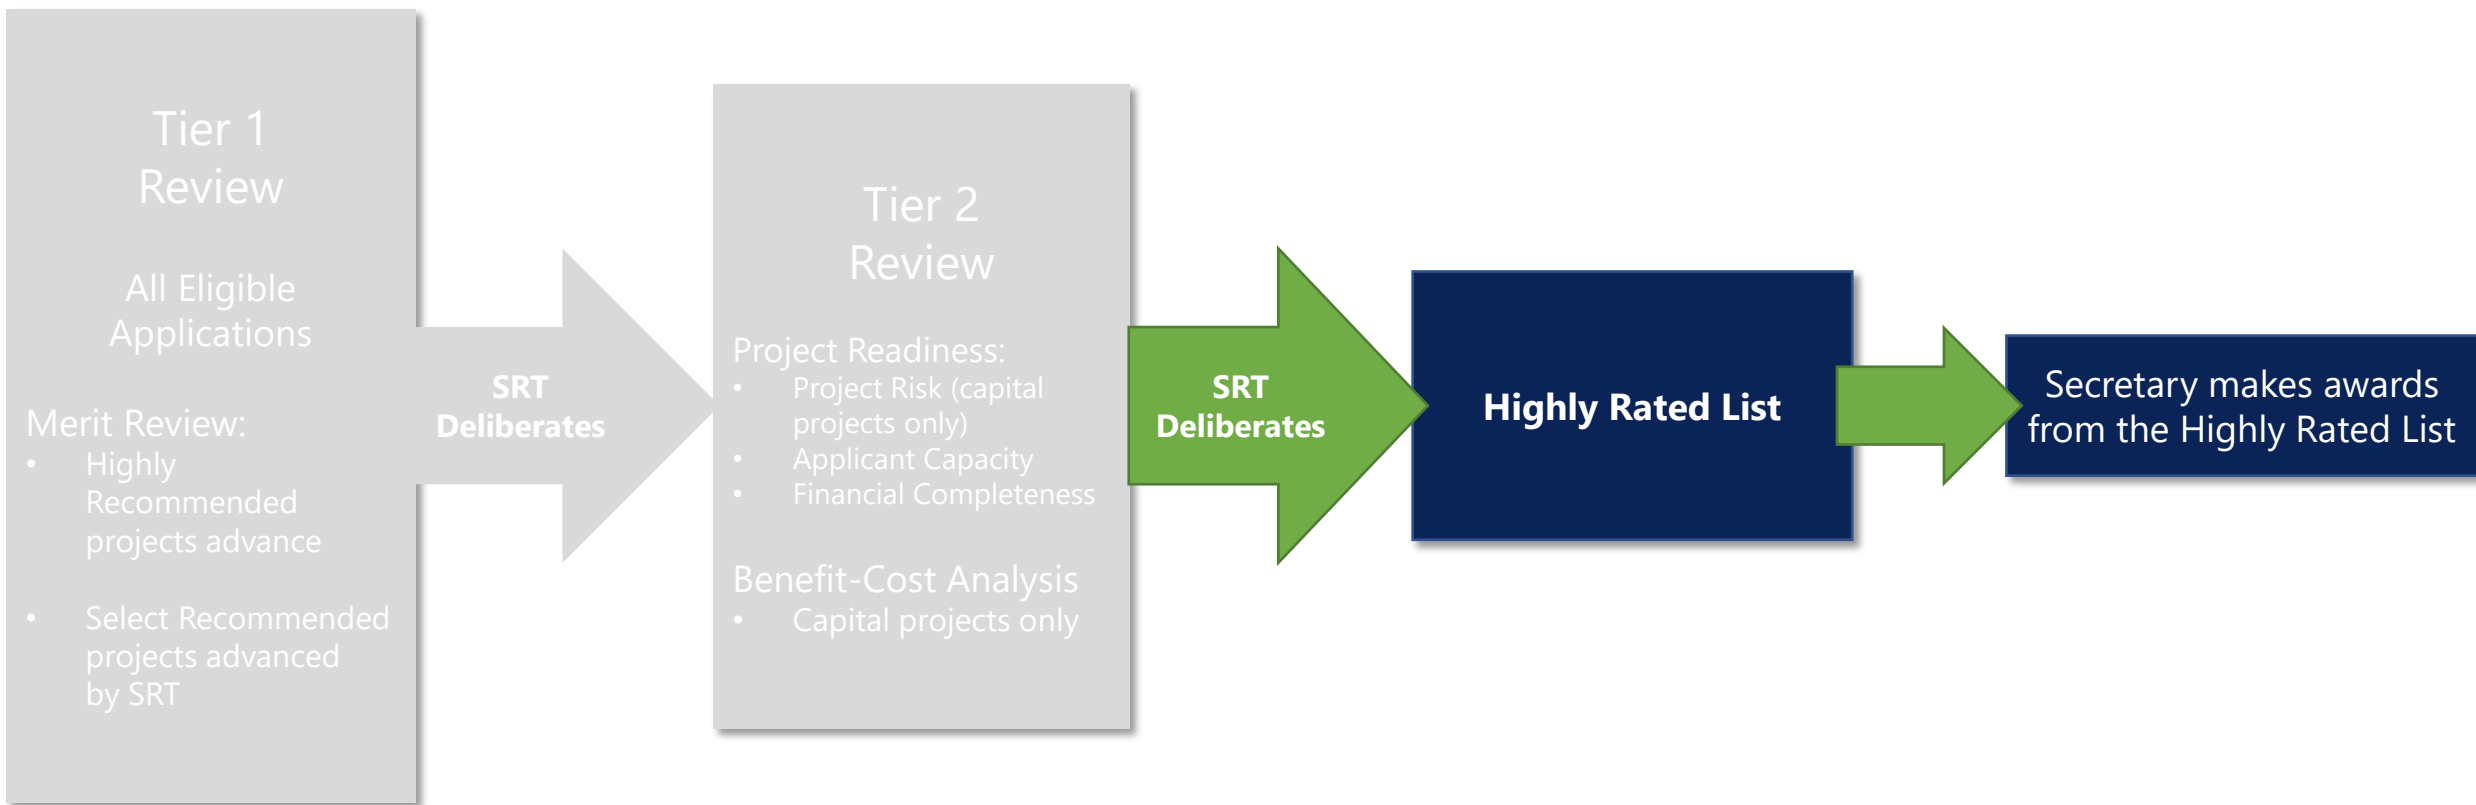 Tier 1
Review
All Eligible
Applications
Merit Review:
• Highly
Recommended
projects advance
• Select Recommended
projects advanced
by SRT
SRT
Deliberates
Tier 2
Review
Project Readiness:
• Project Risk (capital
projects only)
• Applicant Capacity
• Financial Completeness
Benefit-Cost Analysis
• Capital projects only
SRT
Deliberates
Highly Rated List
Secretary makes awards
from the Highly Rated List